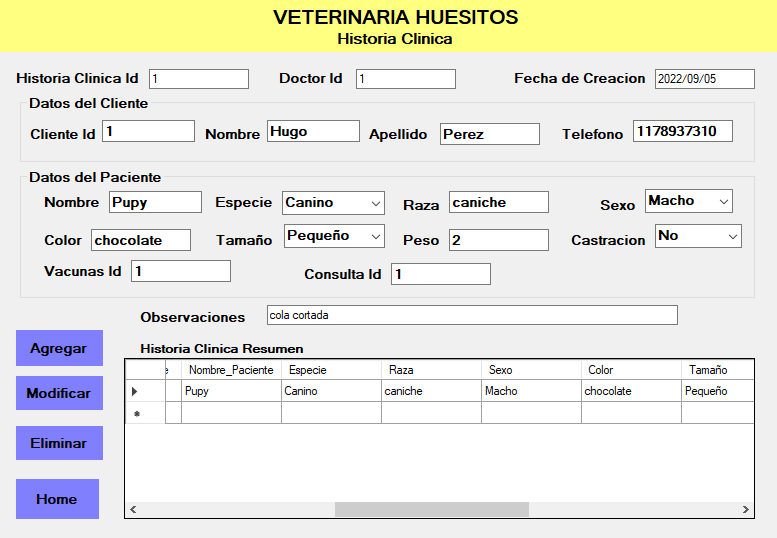 VETERINARIA HUESITOS
Historia Clinica
Historia Clinica Id 1 Doctor Id 1 Fecha de Creacion 2022/09/05
Datos del Cliente
Cliente Id 1 Nombre Hugo Apellido Perez Telefono 1178937310
Datos del Paciente
Nombre Pupy Especie Canino Raza caniche Sexo Macho
Color chocolate Tamaño Pequeño Peso 2 Castracion No
Vacunas Id 1 Consulta Id 1
Observaciones cola cortada
Agregar
Historia Clinica Resumen
Nombre_Paciente Especie Raza Sexo Color Tamaño
Modificar
Pupy Canino caniche Macho chocolate Pequeño
Eliminar
Home